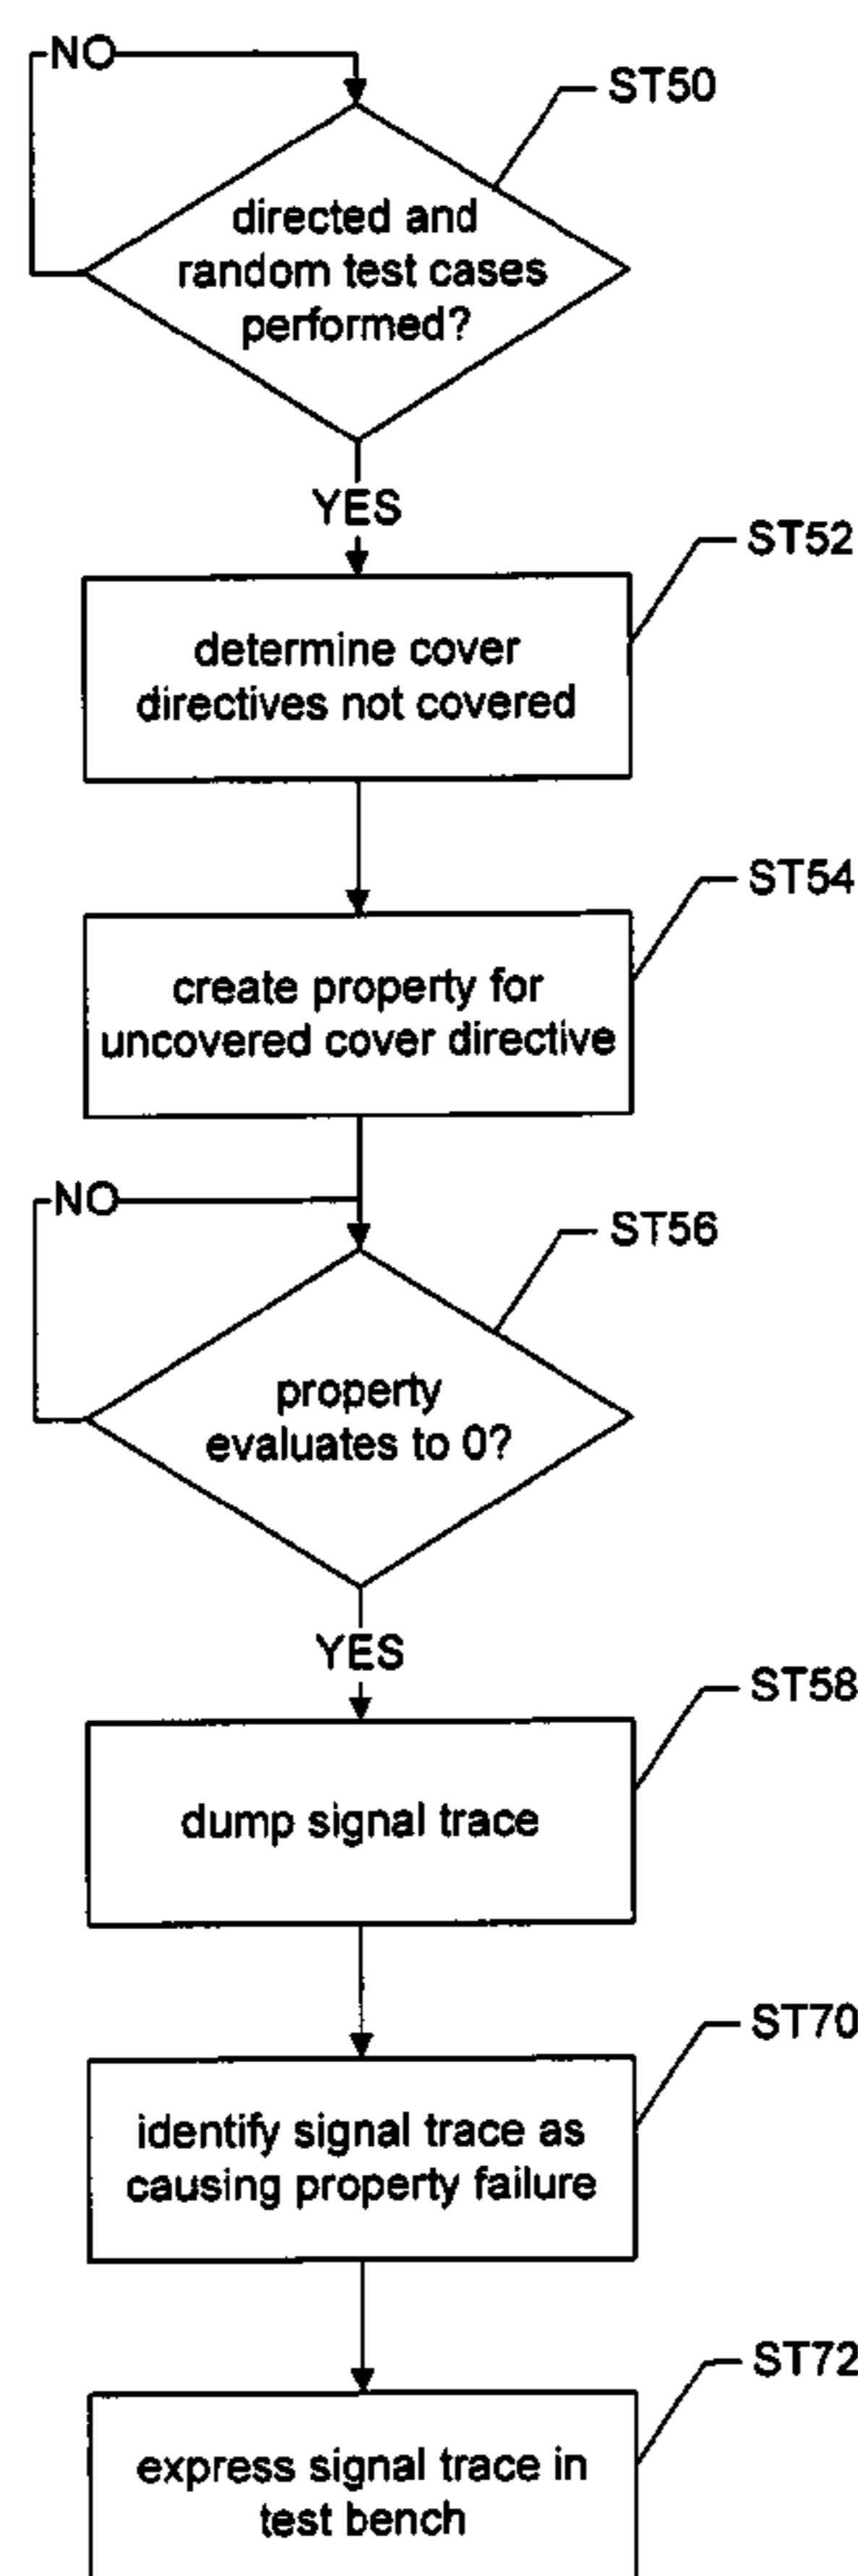 NO
ST50
directed and
random test cases
performed?
YES
ST52
determine cover
directives not covered
ST54
create property for
uncovered cover directive
NO
ST56
property
evaluates to 0?
YES
ST58
dump signal trace
ST70
identify signal trace as
causing property failure
ST72
express signal trace in
test bench